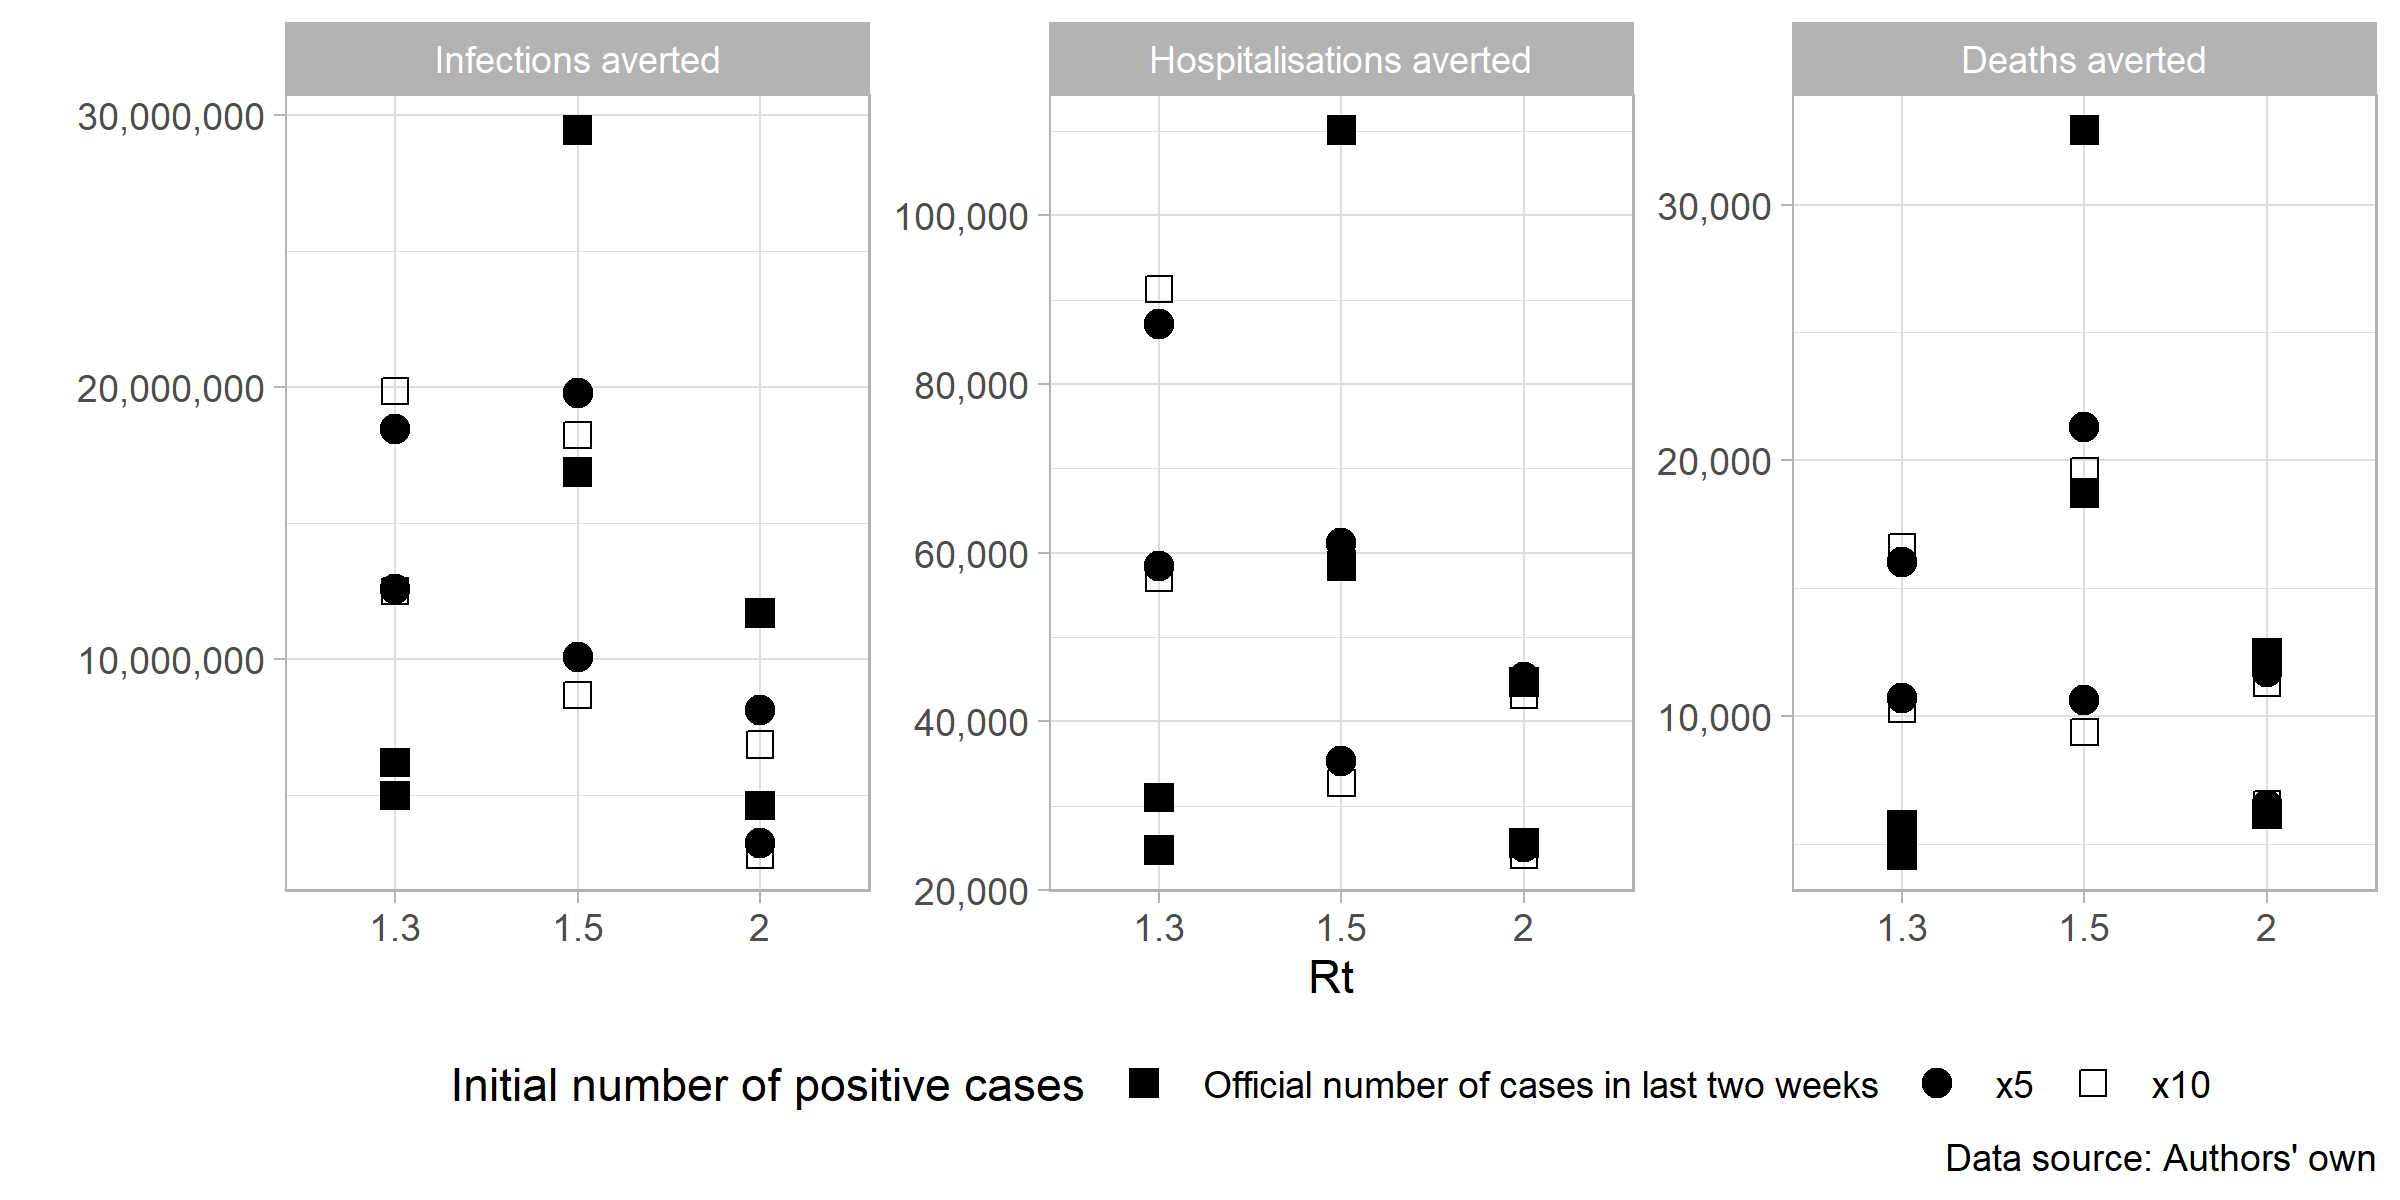 Infections averted
Hospitalisations averted
Deaths averted
30,000,000
20,000,000
10,000,000
100,000
80,000
60,000
40,000
20,000
30,000
20,000
10,000
1.3 1.5 2
1.3 1.5 2
1.3 1.5 2
Rt
Initial number of positive cases Official number of cases in last two weeks x5 x10
Data source: Authors' own